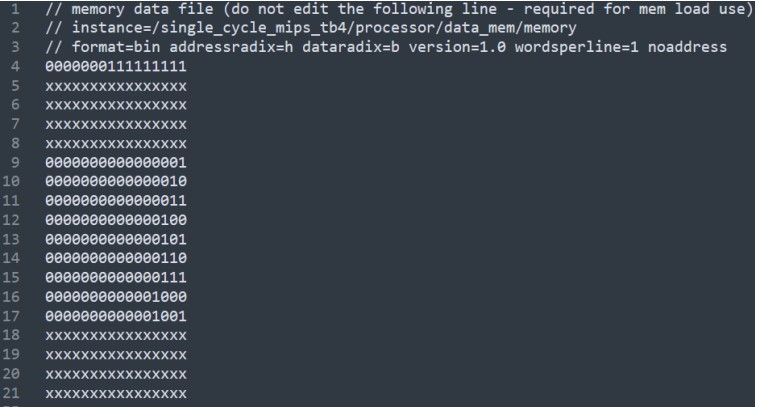 1 // memory data file (do not edit the following line - required for mem load use)
2 // instance=/single_cycle_mips_tb4/processor/data_mem/memory
3 // format=bin addressradix=h dataradix=b version=1.0 wordsperline=1 noaddress
4 0000000111111111
5 xxxxxxxxxxxxxxxx
6 xxxxxxxxxxxxxxxx
7 xxxxxxxxxxxxxxxx
8 xxxxxxxxxxxxxxxx
9 0000000000000001
10 0000000000000010
11 0000000000000011
12 0000000000000100
13 0000000000000101
14 0000000000000110
15 0000000000000111
16 0000000000001000
17 0000000000001001
18 xxxxxxxxxxxxxxxx
19 xxxxxxxxxxxxxxxx
20 xxxxxxxxxxxxxxxx
21 xxxxxxxxxxxxxxxx